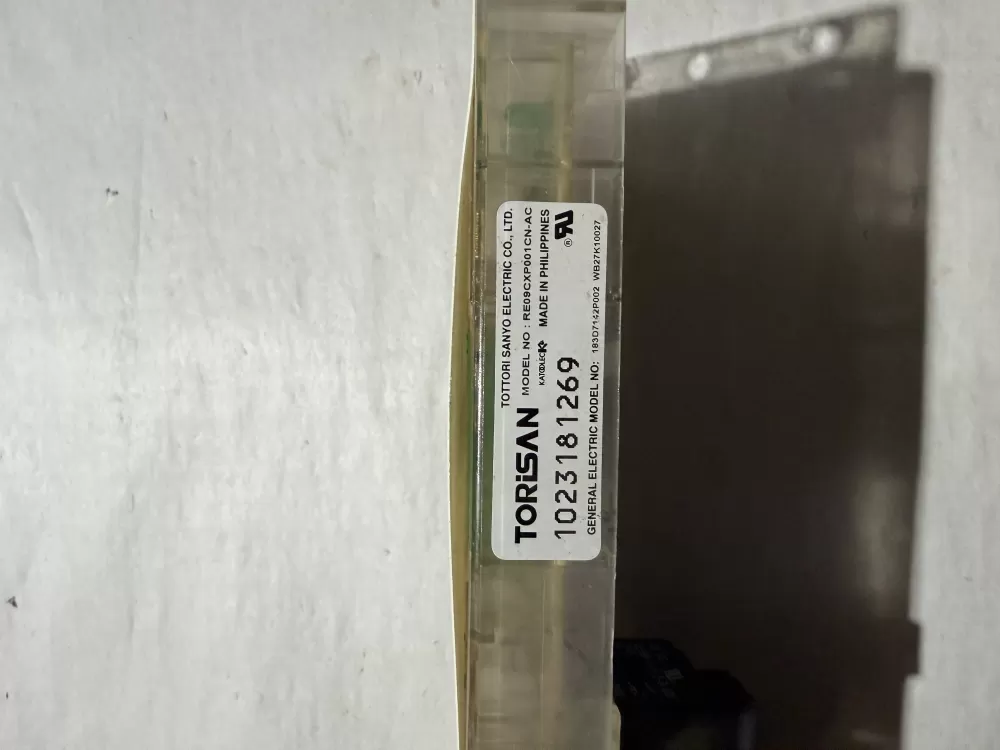 TOTTORI SANYO ELECTRIC CO., LTD.
TORiSAN MODEL NO : RE09CXP001CN-AC
KATOOLEC MADE IN PHILIPPINES
1023181269
GENERAL ELECTRIC MODEL NO: 183D7142P002 WB27K10027